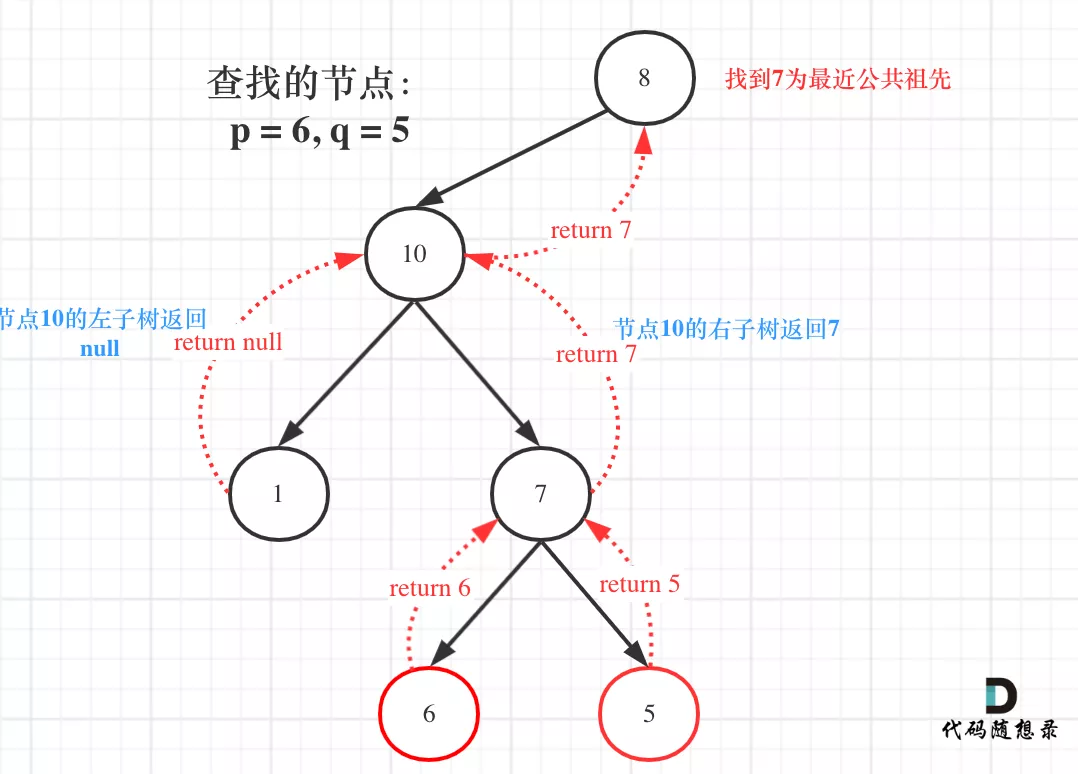 查找的节点:
p = 6, q = 5
8
找到7为最近公共祖先
return 7
10
节点10的左子树返回
null
return null
节点10的右子树返回7
return 7
1
7
return 6
return 5
6
5
代码随想录